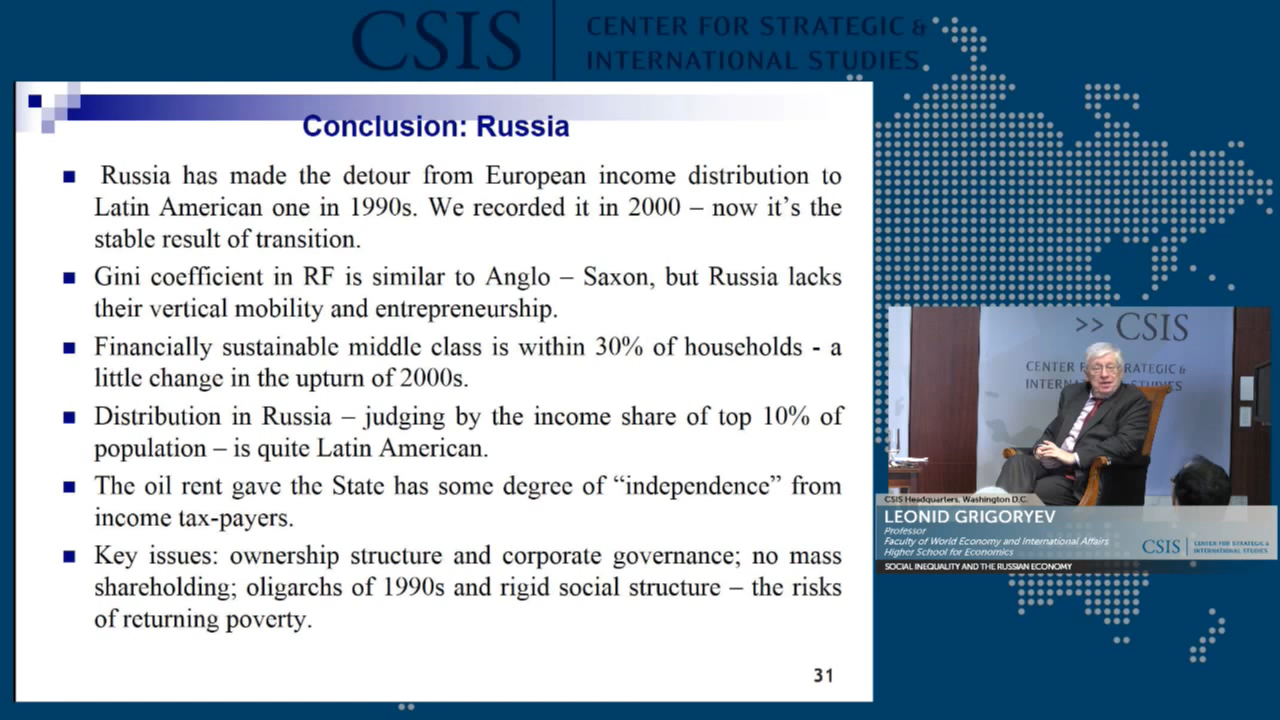 CSIS
CENTER FOR STRATEGIC &
INTERNATIONAL STUDIES
Conclusion: Russia
Russia has made the detour from European income distribution to
Latin American one in 1990s. We recorded it in 2000 – now it’s the
stable result of transition.
Gini coefficient in RF is similar to Anglo – Saxon, but Russia lacks
their vertical mobility and entrepreneurship.
Financially sustainable middle class is within 30% of households - a
little change in the upturn of 2000s.
Distribution in Russia – judging by the income share of top 10% of
population – is quite Latin American.
The oil rent gave the State has some degree of “independence” from
income tax-payers.
Key issues: ownership structure and corporate governance; no mass
shareholding; oligarchs of 1990s and rigid social structure – the risks
of returning poverty.
31
>> CSIS
CENTER F RATEGIC &
INTERNA STUDIES
CSIS Headquarters, Washington D.C.
LEONID GRIGORYEV
Professor
Faculty of World Economy and International Affairs
Higher School for Economics
CSIS
CENTER FOR STRATEGIC &
INTERNATIONAL STUDIES
SOCIAL INEQUALITY AND THE RUSSIAN ECONOMY